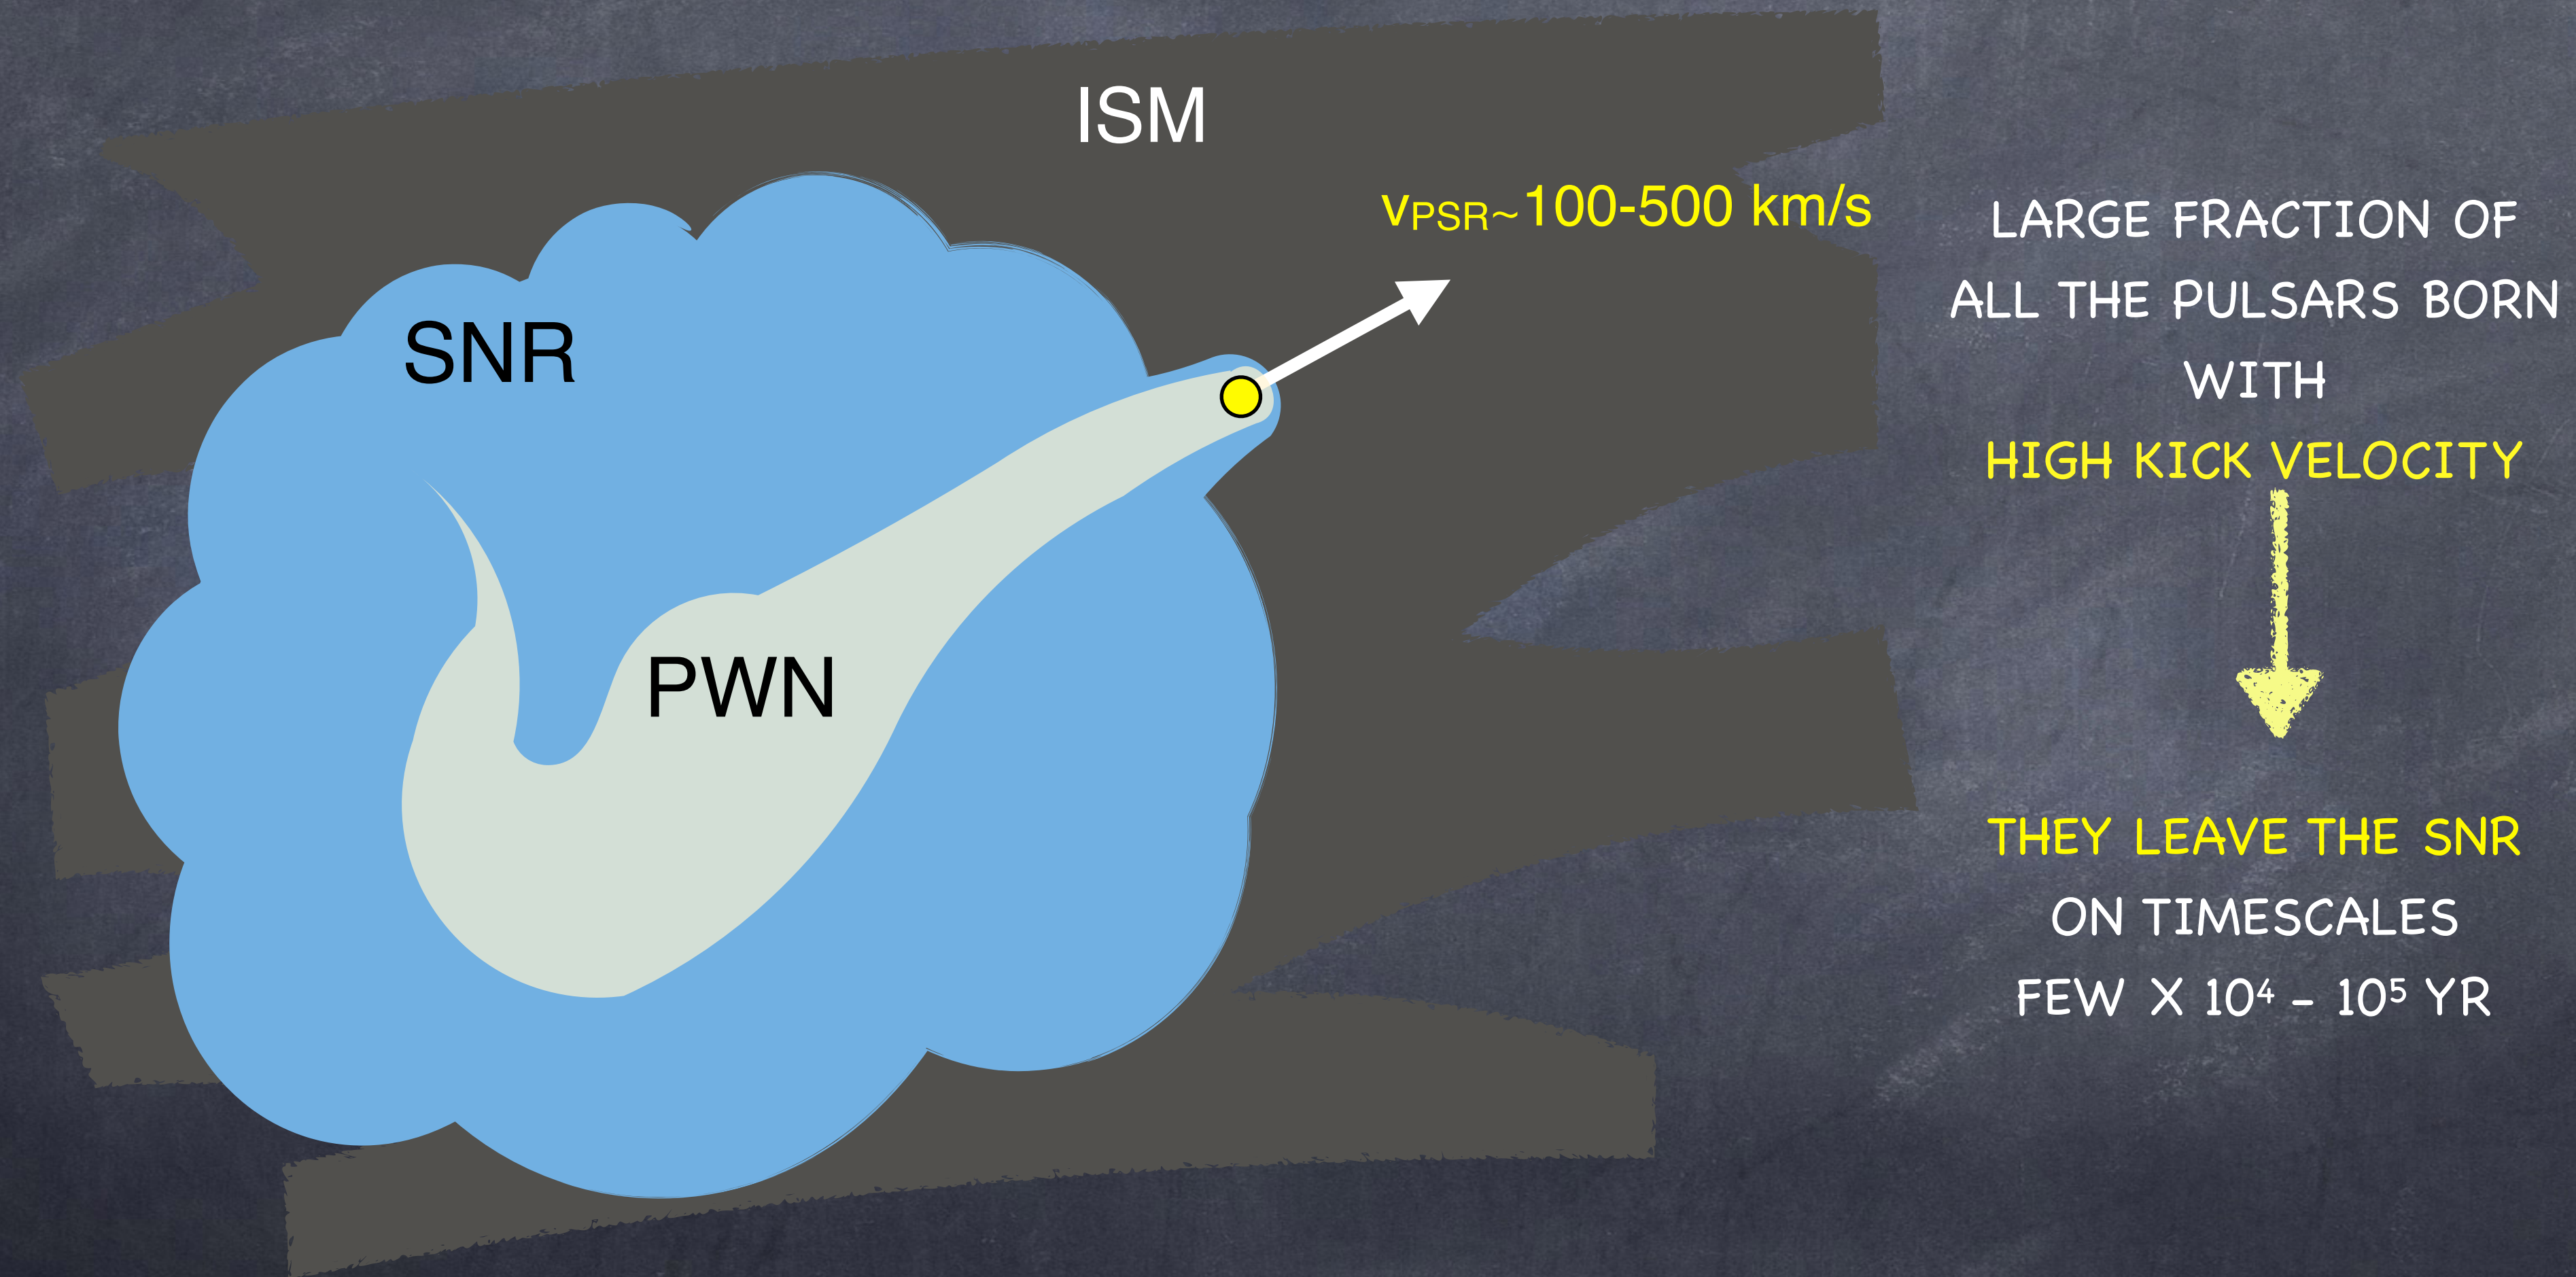 ISM
v_PSR~100-500 km/s
SNR
PWN
LARGE FRACTION OF
ALL THE PULSARS BORN
WITH
HIGH KICK VELOCITY
THEY LEAVE THE SNR
ON TIMESCALES
FEW X 10⁴ - 10⁵ YR